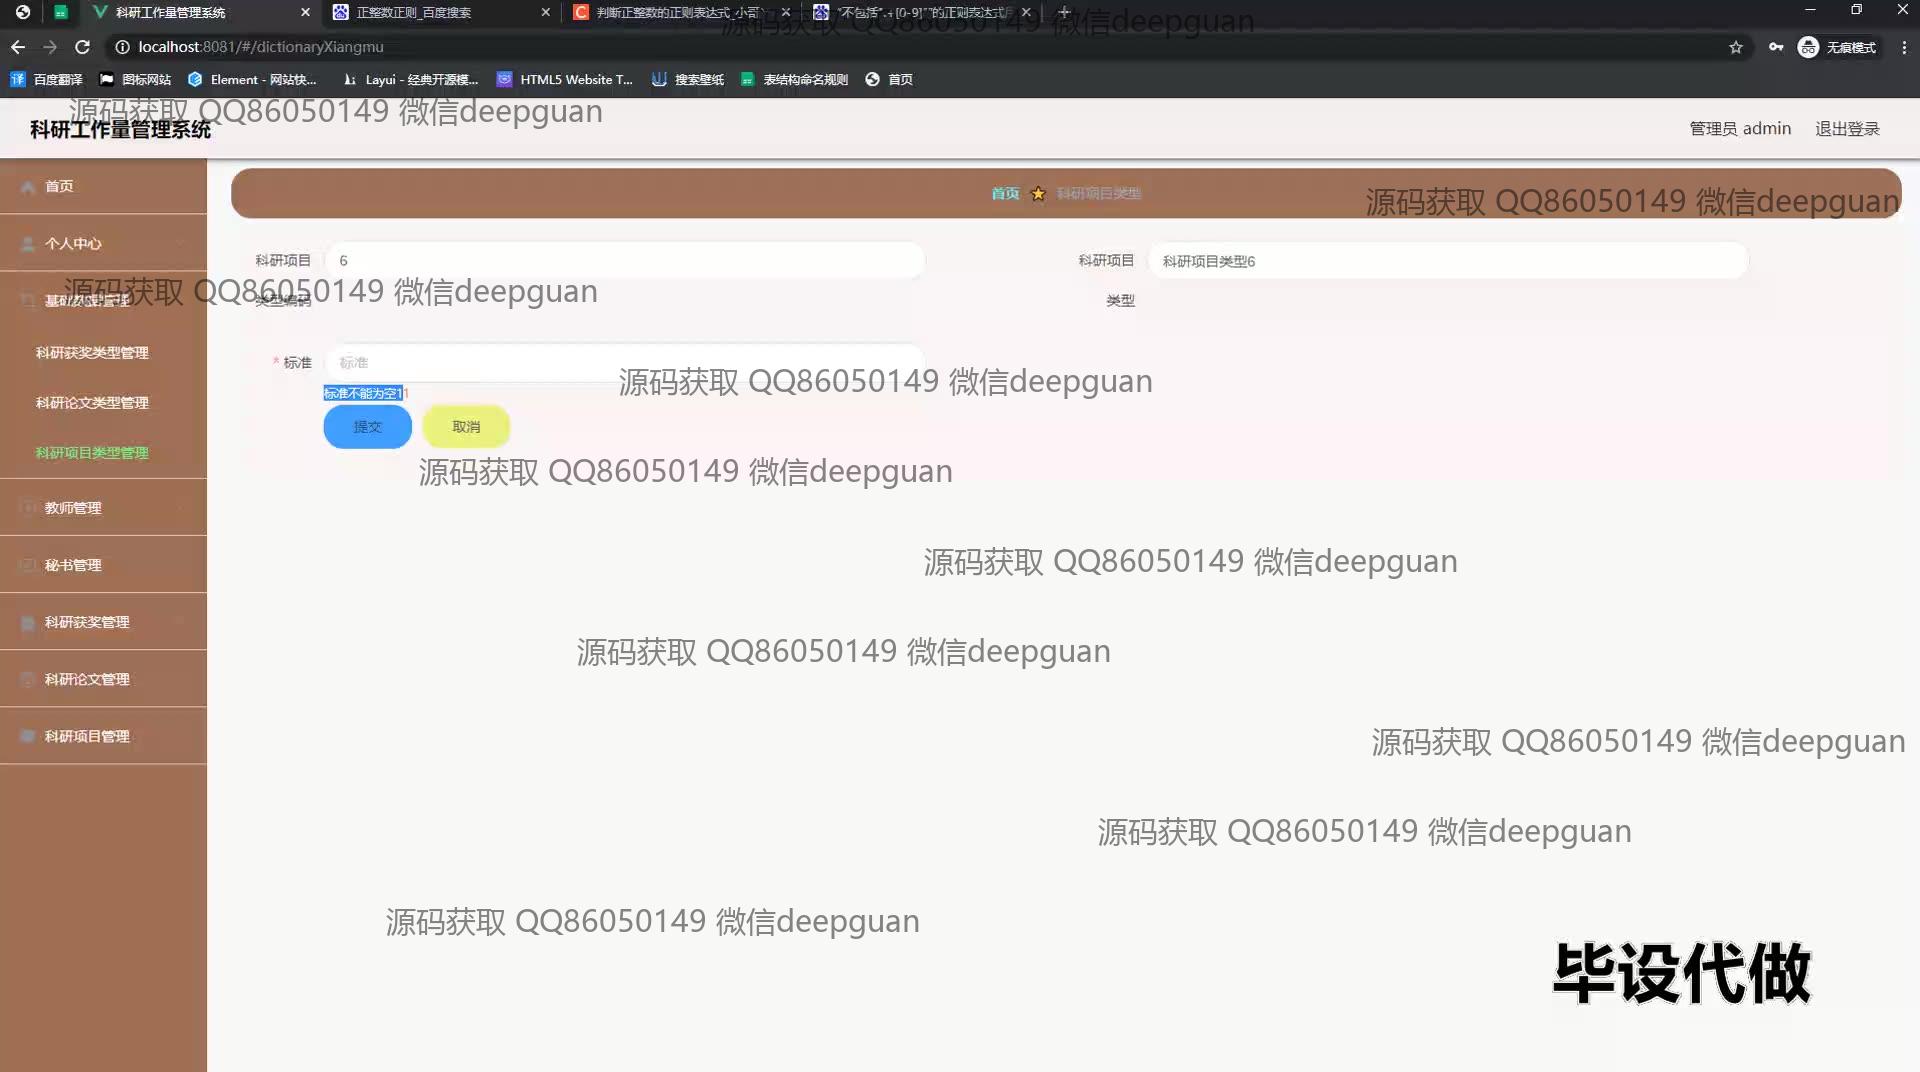 科研工作量管理系统
正整数正则_百度搜索
判断正整数的正则表达式_小哥
"不包括"+[0-9]*"的正则表达式
源码获取 QQ86050149 微信deepguan
localhost:8081/#/dictionaryXiangmu
无痕模式
百度翻译
图标网站
Element - 网站快...
Layui - 经典开源模...
HTML5 Website T...
搜索壁纸
表结构命名规则
首页
源码获取 QQ86050149 微信deepguan
科研工作量管理系统
管理员 admin
退出登录
首页
首页
科研项目类型
源码获取 QQ86050149 微信deepguan
个人中心
科研项目
6
科研项目
科研项目类型6
源码获取 QQ86050149 微信deepguan
基础数据管理
类型编码
类型
科研获奖类型管理
* 标准
标准
源码获取 QQ86050149 微信deepguan
标准不能为空11
科研论文类型管理
提交
取消
科研项目类型管理
源码获取 QQ86050149 微信deepguan
教师管理
秘书管理
源码获取 QQ86050149 微信deepguan
科研获奖管理
源码获取 QQ86050149 微信deepguan
科研论文管理
科研项目管理
源码获取 QQ86050149 微信deepguan
源码获取 QQ86050149 微信deepguan
源码获取 QQ86050149 微信deepguan
毕设代做